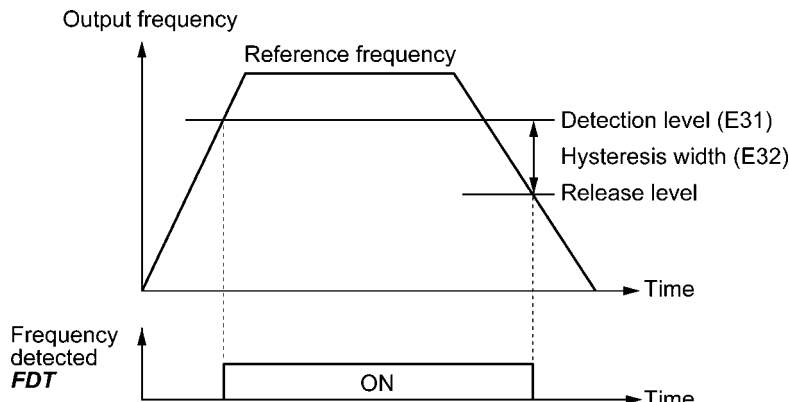 Output frequency
Reference frequency
Detection level (E31)
Hysteresis width (E32)
Release level
Time
Frequency
detected
FDT
ON
Time